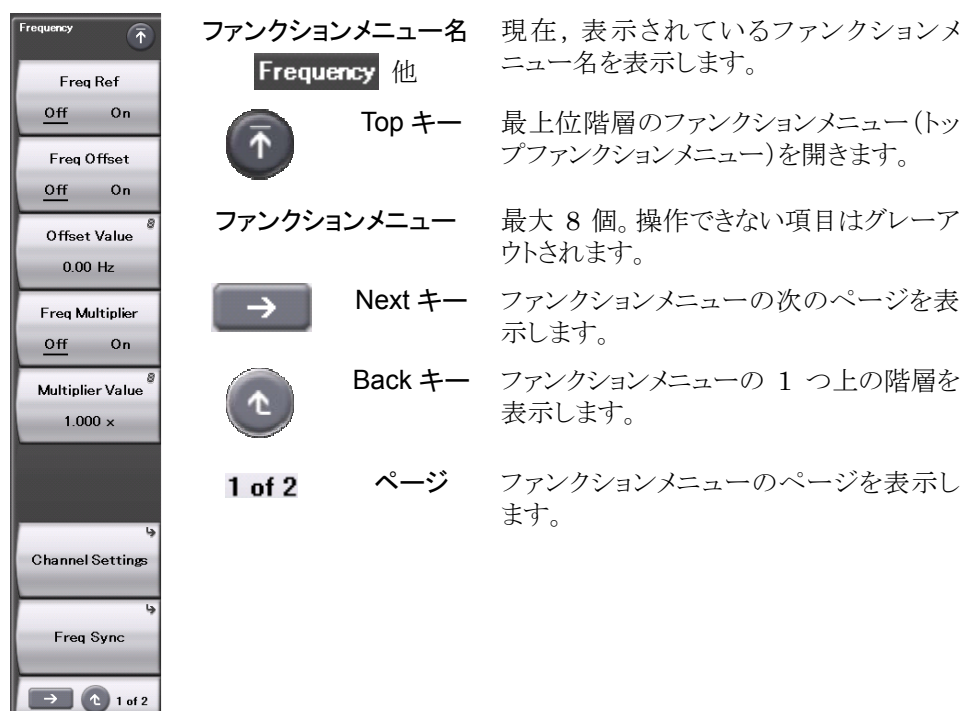 Frequency
Freq Ref
Off On
Freq Offset
Off On
Offset Value
0.00 Hz
Freq Multiplier
Off On
Multiplier Value
1.000 ×
Channel Settings
Freq Sync
1 of 2
ファンクションメニュー名
Frequency 他
現在，表示されているファンクションメ
ニュー名を表示します。
Top キー
最上位階層のファンクションメニュー（トッ
プファンクションメニュー）を開きます。
ファンクションメニュー
最大 8 個。操作できない項目はグレーア
ウトされます。
Next キー
ファンクションメニューの次のページを表
示します。
Back キー
ファンクションメニューの 1 つ上の階層を
表示します。
1 of 2 ページ
ファンクションメニューのページを表示し
ます。